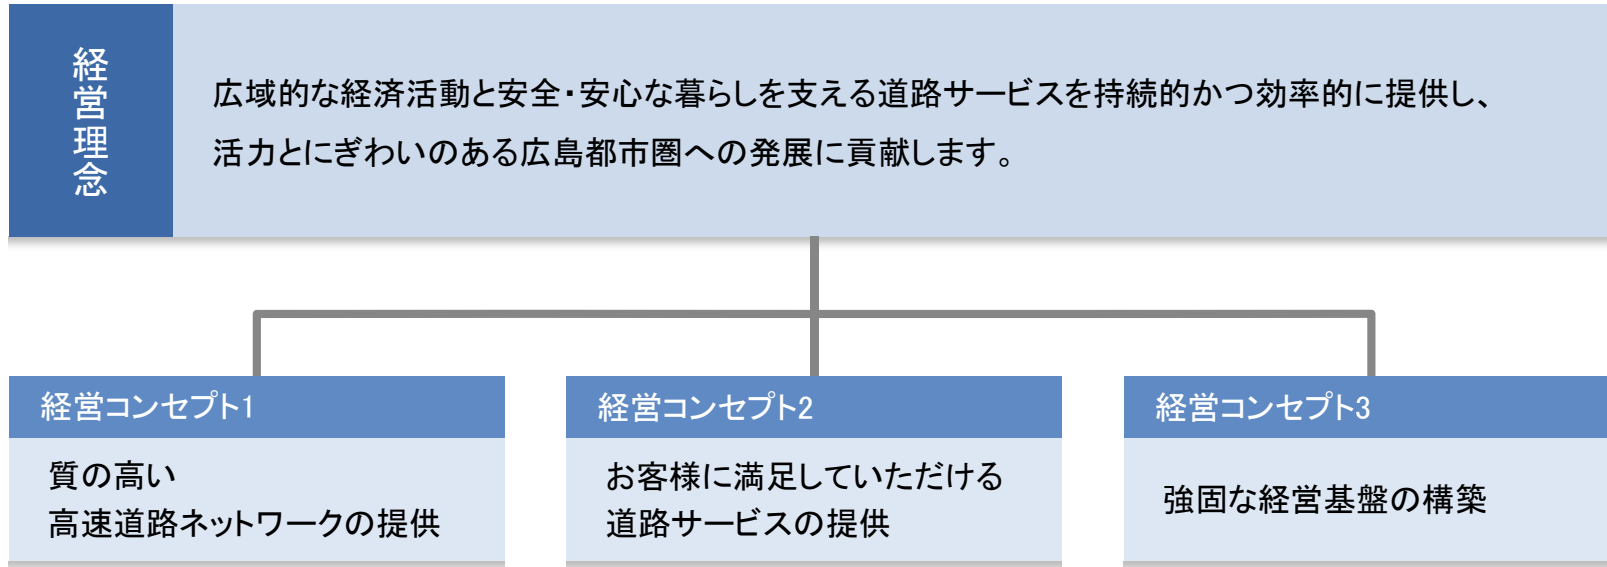 経営理念
広域的な経済活動と安全・安心な暮らしを支える道路サービスを持続的かつ効率的に提供し、
活力とにぎわいのある広島都市圏への発展に貢献します。
経営コンセプト1
質の高い
高速道路ネットワークの提供
経営コンセプト2
お客様に満足していただける
道路サービスの提供
経営コンセプト3
強固な経営基盤の構築